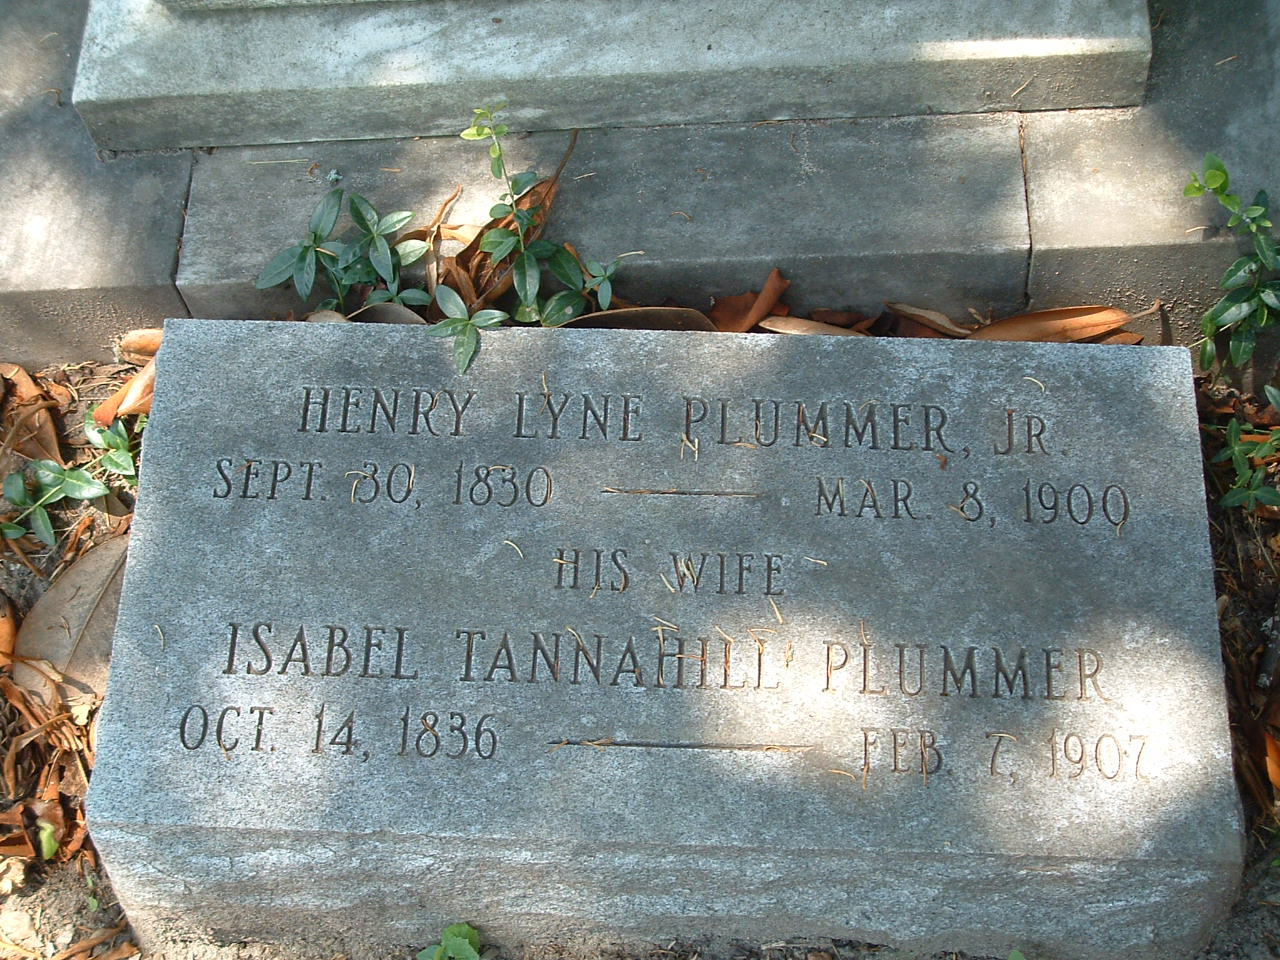 HENRY LYNE PLUMMER, JR.
SEPT. 30, 1830 — MAR. 8, 1900
HIS WIFE
ISABEL TANNAHILL PLUMMER
OCT. 14, 1836 — FEB. 7, 1907